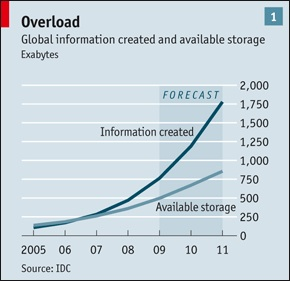 Overload
1
Global information created and available storage
Exabytes
FORECAST
2,000
1,750
Information created
1,500
1,250
1,000
750
Available storage
500
250
0
2005 06 07 08 09 10 11
Source: IDC